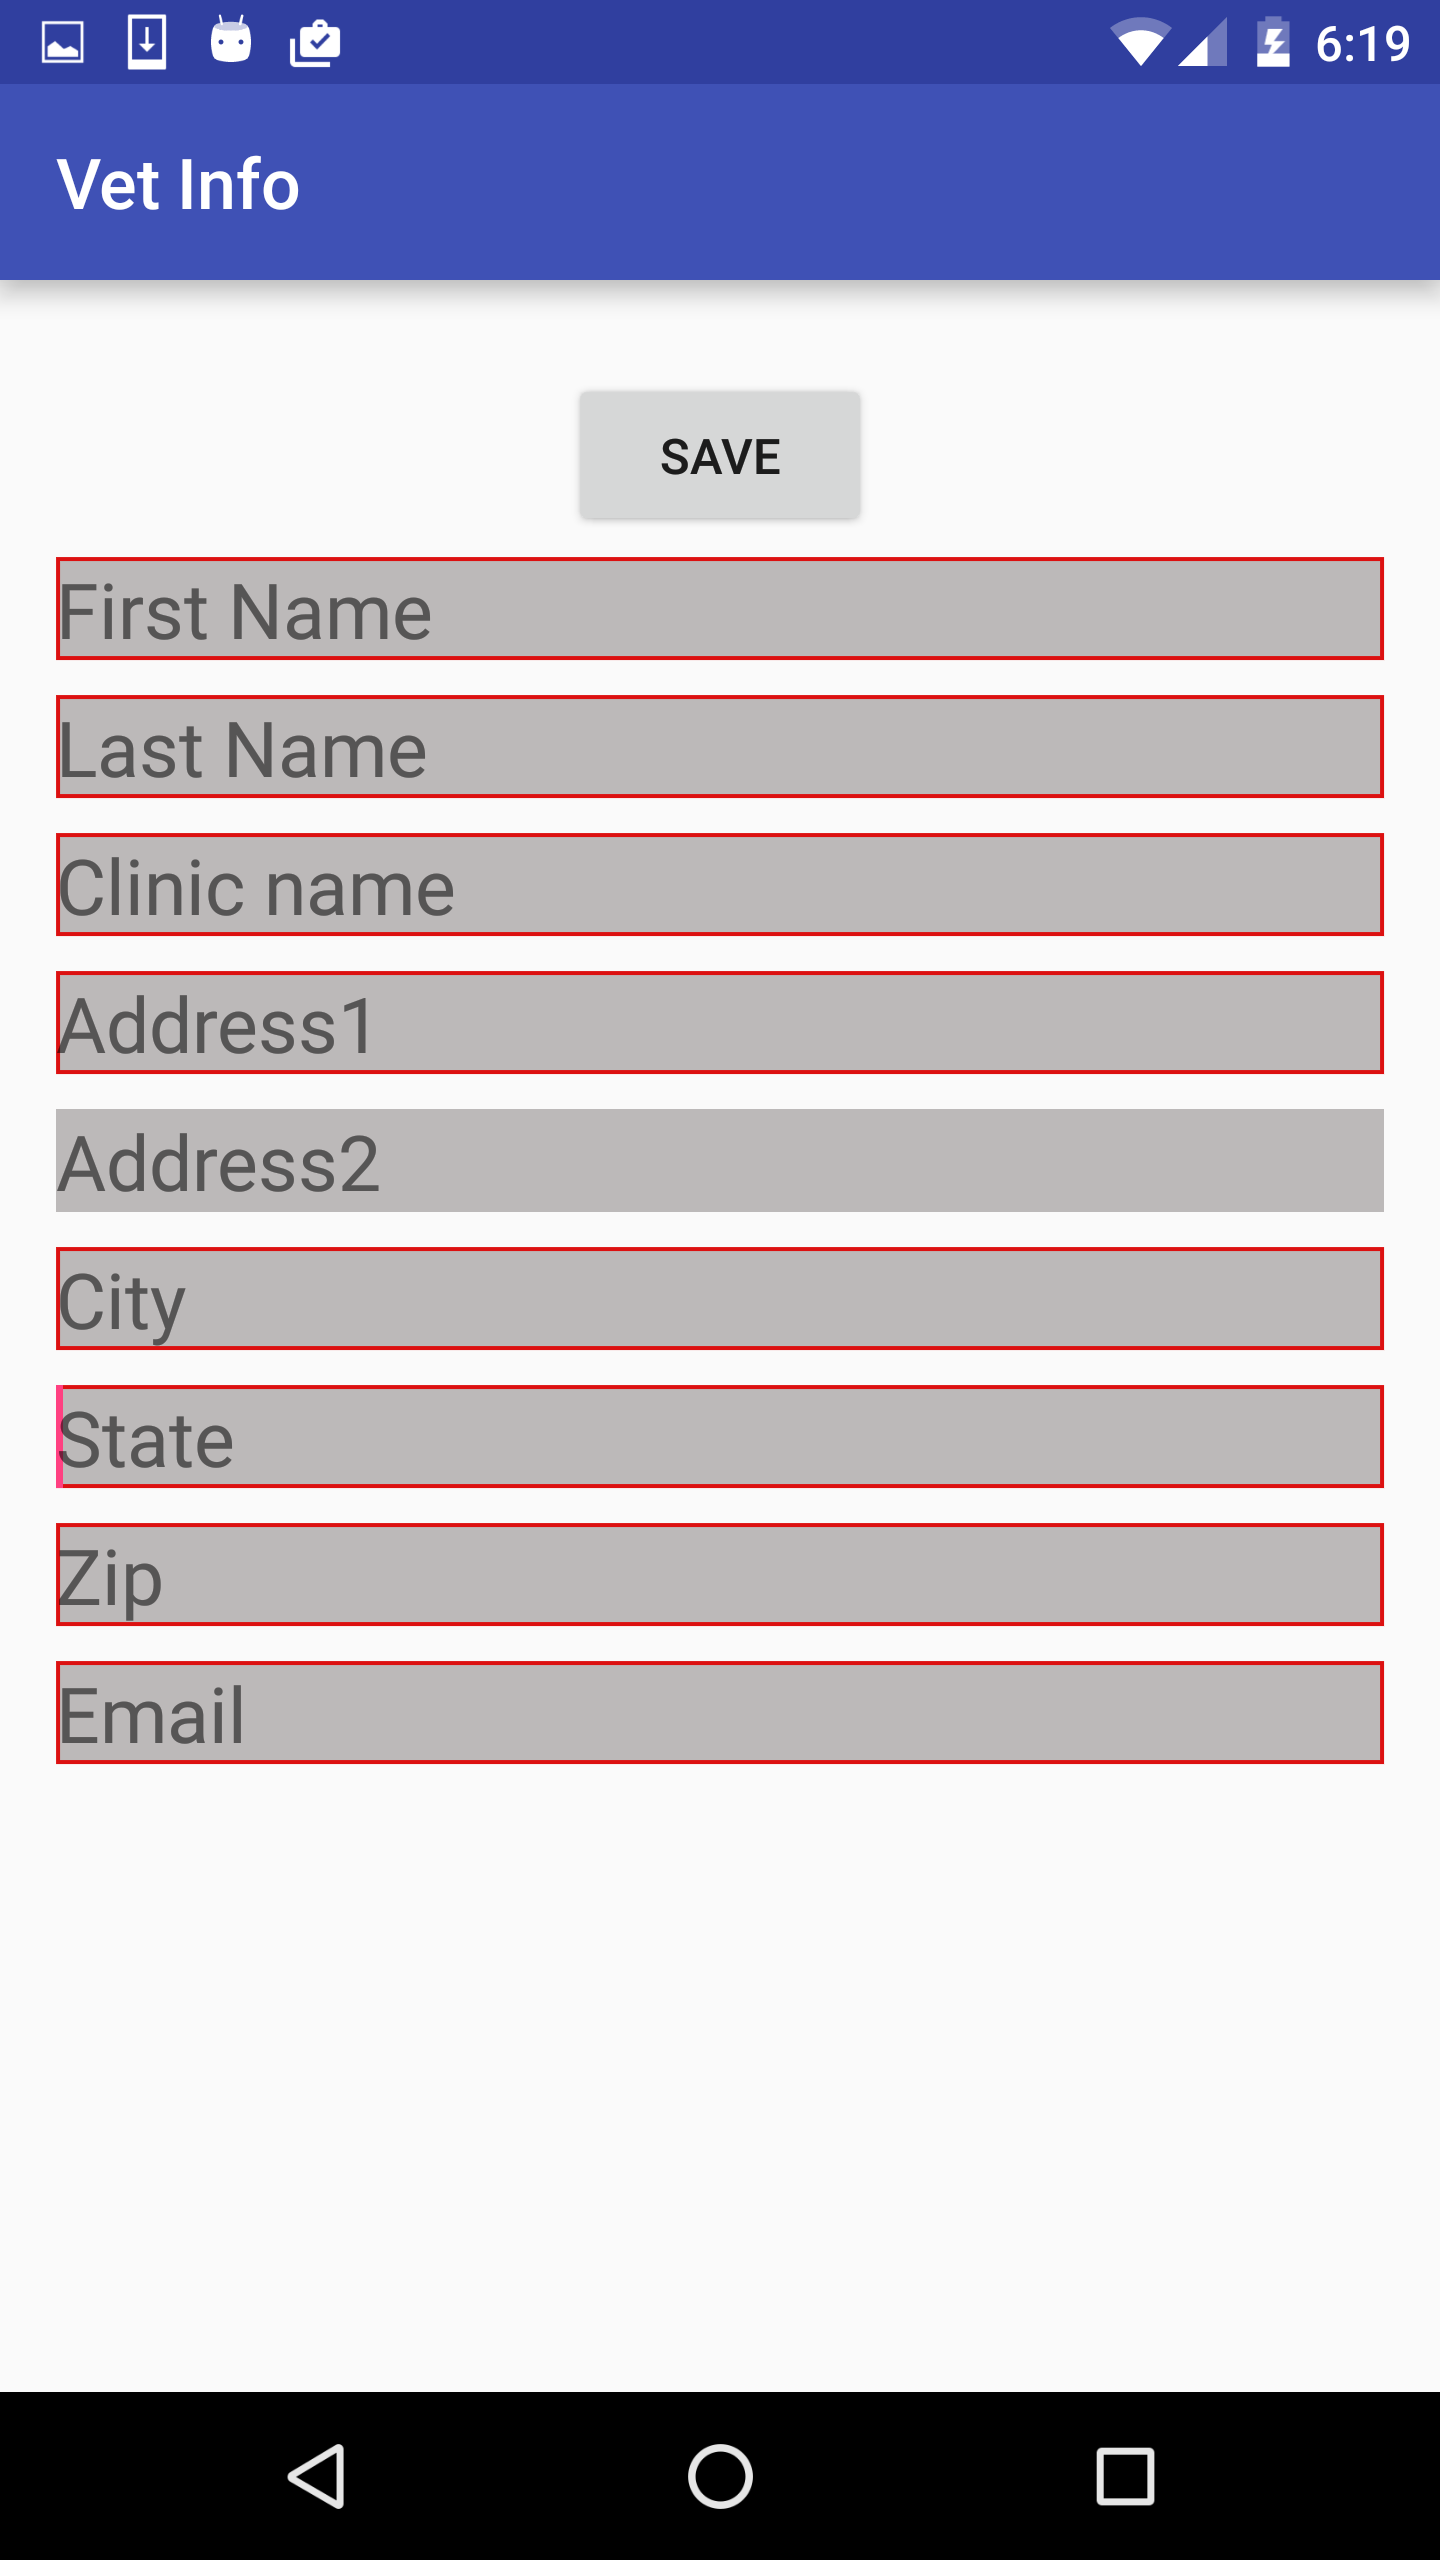 6:19
Vet Info
SAVE
First Name
Last Name
Clinic name
Address1
Address2
City
State
Zip
Email